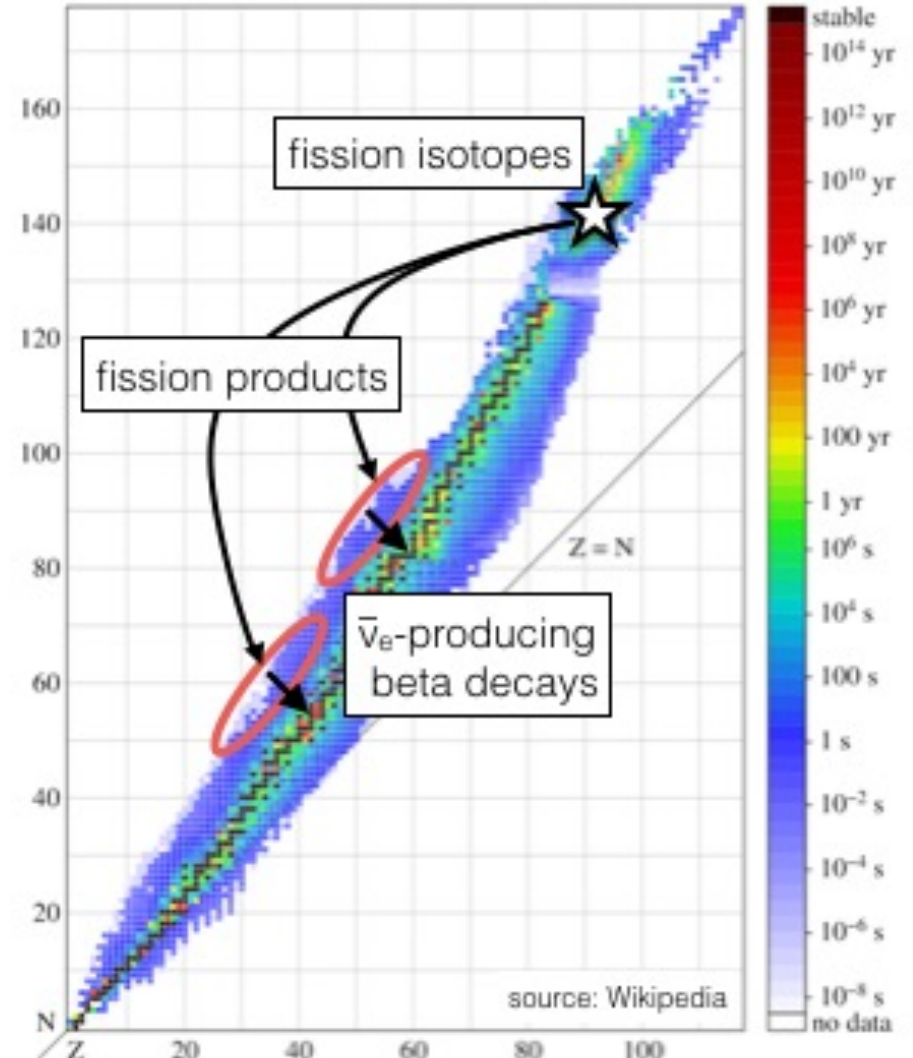 stable
10¹⁴ yr
10¹² yr
10¹⁰ yr
10⁸ yr
10⁶ yr
10⁴ yr
100 yr
1 yr
10⁶ s
10⁴ s
100 s
1 s
10⁻² s
10⁻⁴ s
10⁻⁶ s
10⁻⁸ s
no data
160
140
120
100
80
60
40
20
N
Z
20
40
60
80
100
fission isotopes
fission products
Z = N
ν̅ₑ-producing
beta decays
source: Wikipedia